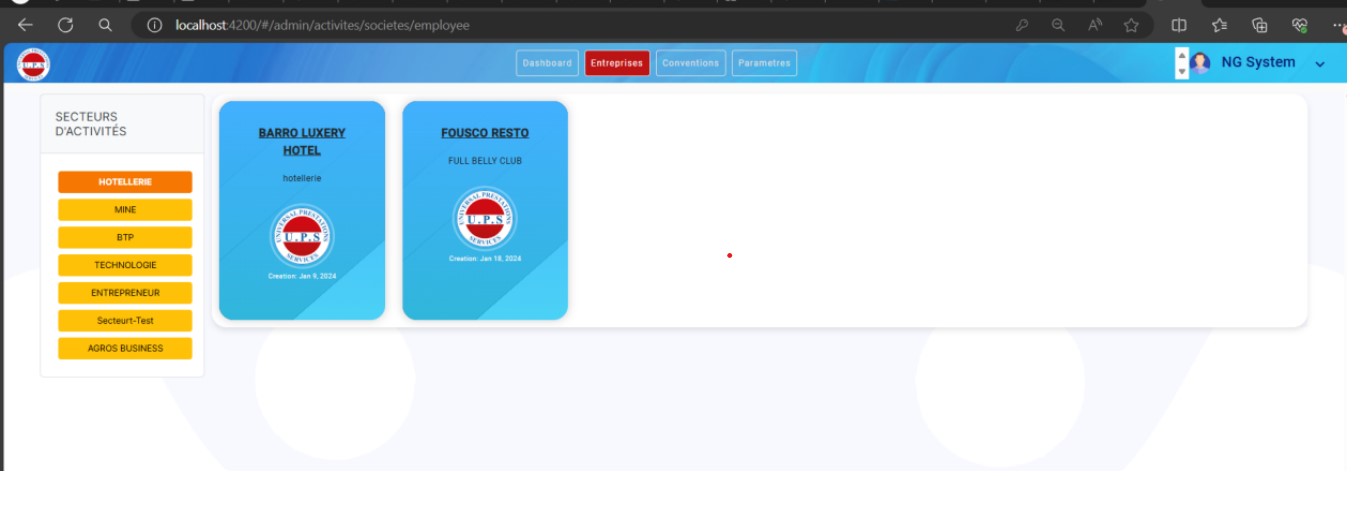 localhost:4200/#/admin/activites/societes/employee
U.P.S
Dashboard
Entreprises
Conventions
Parametres
NG System
SECTEURS
D'ACTIVITÉS
HOTELLERIE
MINE
BTP
TECHNOLOGIE
ENTREPRENEUR
Secteurt-Test
AGROS BUSINESS
BARRO LUXERY
HOTEL
hotellerie
UNIVERSAL PRESTATIONS
U.P.S
SERVICES
Creation: Jan 9, 2024
FOUSCO RESTO
FULL BELLY CLUB
UNIVERSAL PRESTATIONS
U.P.S
SERVICES
Creation: Jan 18, 2024